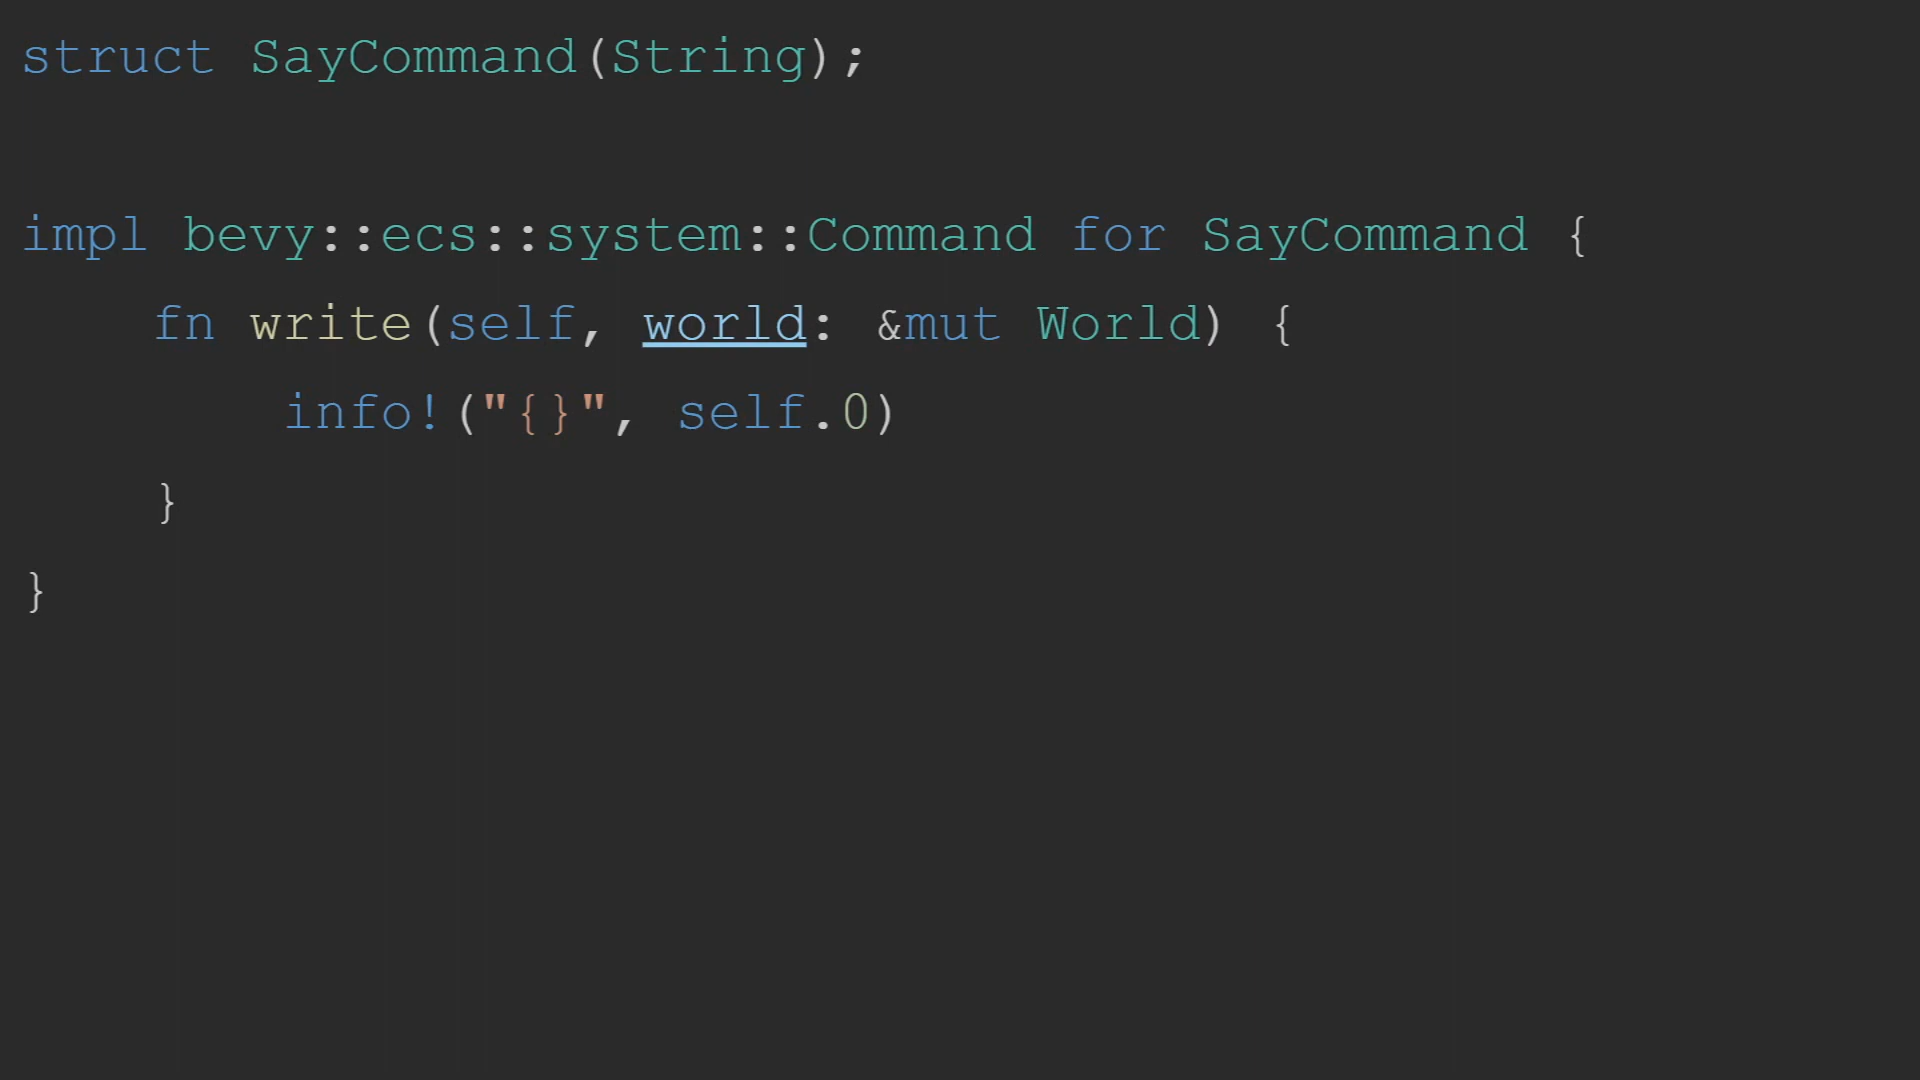 struct SayCommand(String);
impl bevy::ecs::system::Command for SayCommand {
    fn write(self, world: &mut World) {
        info!("{}", self.0)
    }
}